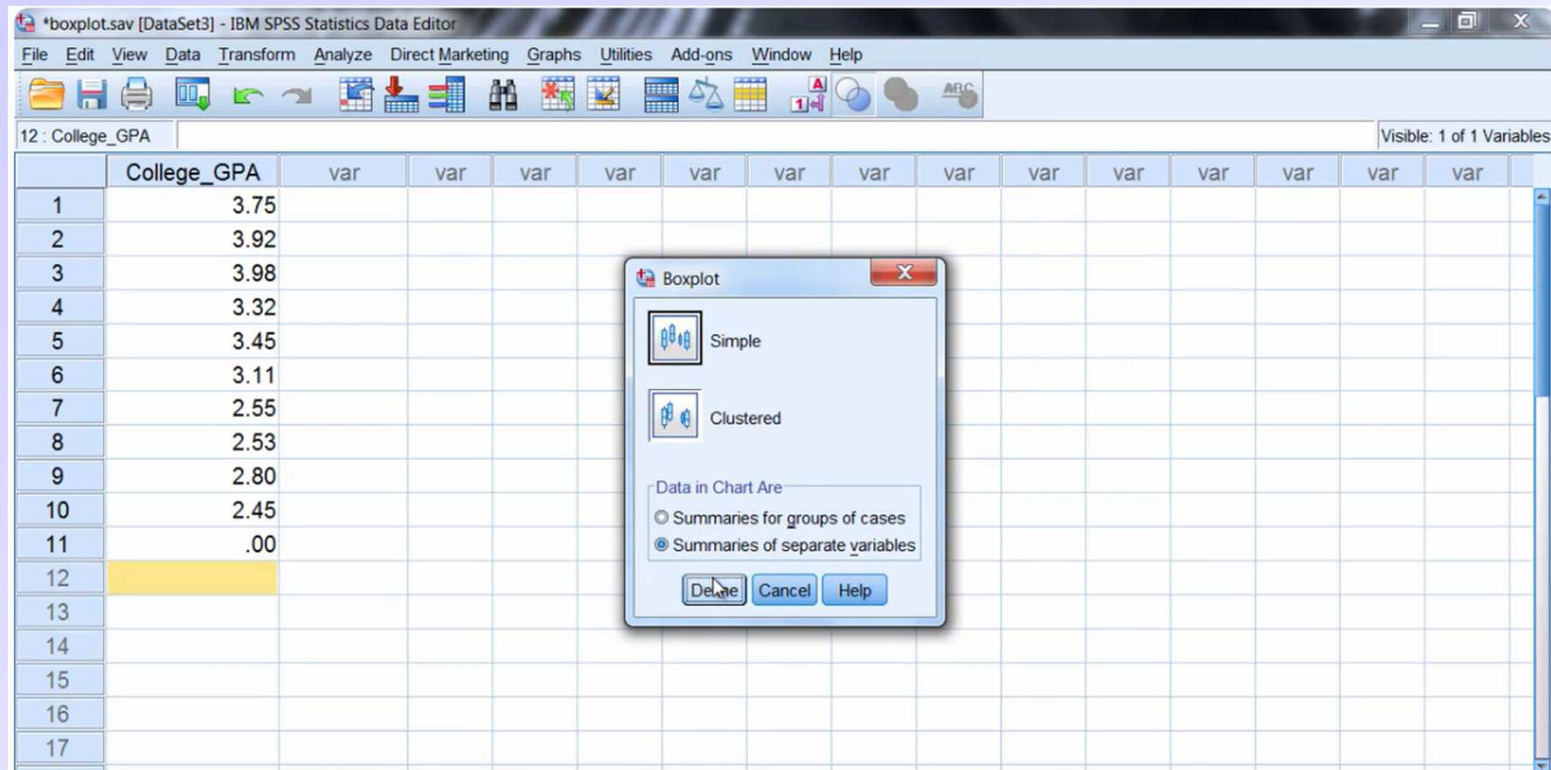 *boxplot.sav [DataSet3] - IBM SPSS Statistics Data Editor
File Edit View Data Transform Analyze Direct Marketing Graphs Utilities Add-ons Window Help
12 : College_GPA Visible: 1 of 1 Variables
College_GPA var var var var var var var var var var var var var var
1 3.75
2 3.92
3 3.98
4 3.32
5 3.45
6 3.11
7 2.55
8 2.53
9 2.80
10 2.45
11 .00
12
13
14
15
16
17
Boxplot
Simple
Clustered
Data in Chart Are
Summaries for groups of cases
Summaries of separate variables
Cancel Help